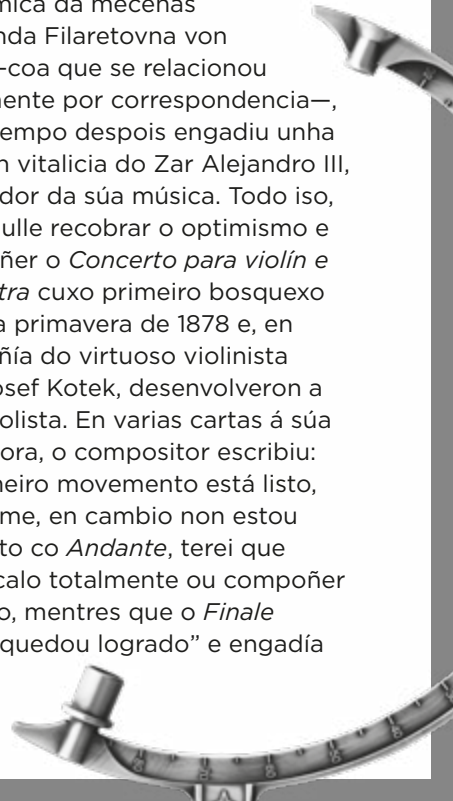 mica da mecenas
nda Filaretovna von
-coa que se relacionou
nente por correspondencia—,
empo despois engadiu unha
n vitalicia do Zar Alejandro III,
dor da súa música. Todo iso,
ulle recobrar o optimismo e
ñer o Concerto para violín e
tra cuxo primeiro bosquexo
a primavera de 1878 e, en
ñía do virtuoso violinista
osef Kotek, desenvolveron a
olista. En varias cartas á súa
ora, o compositor escribiu:
neiro movemento está listo,
me, en cambio non estou
to co Andante, terei que
calo totalmente ou compoñer
o, mentres que o Finale
quedou logrado” e engadía